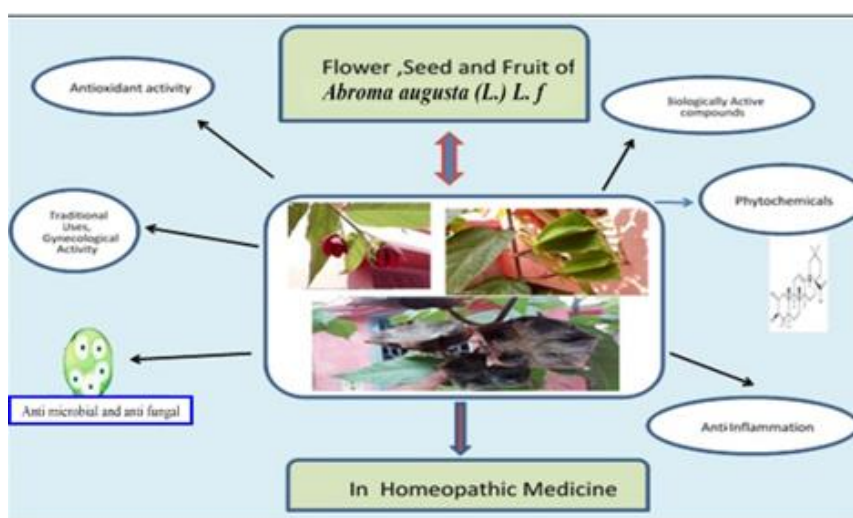 Flower ,Seed and Fruit of
Abroma augusta (L.) L. f
Antioxidant activity
Biologically Active
compounds
Traditional
Uses,
Gynecological
Activity
Phytochemicals
Anti microbial and anti fungal
Anti-Inflammation
In Homeopathic Medicine